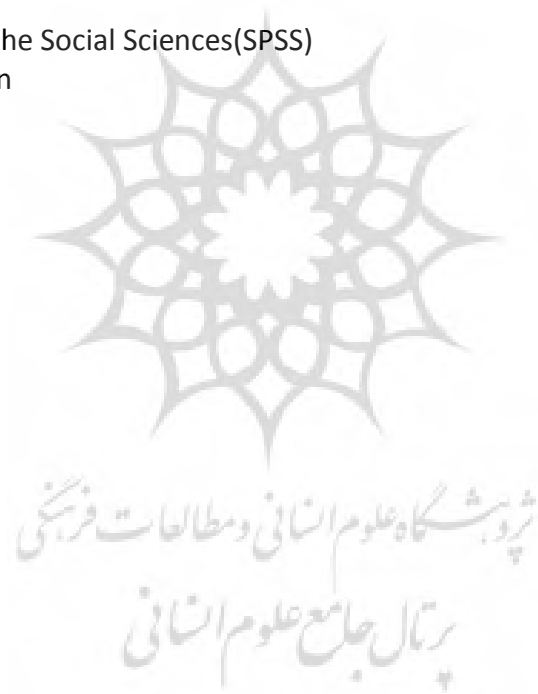 he Social Sciences(SPSS)
n
پژوهشگاه علوم انسانی و مطالعات فرهنگی
پرتال جامع علوم انسانی